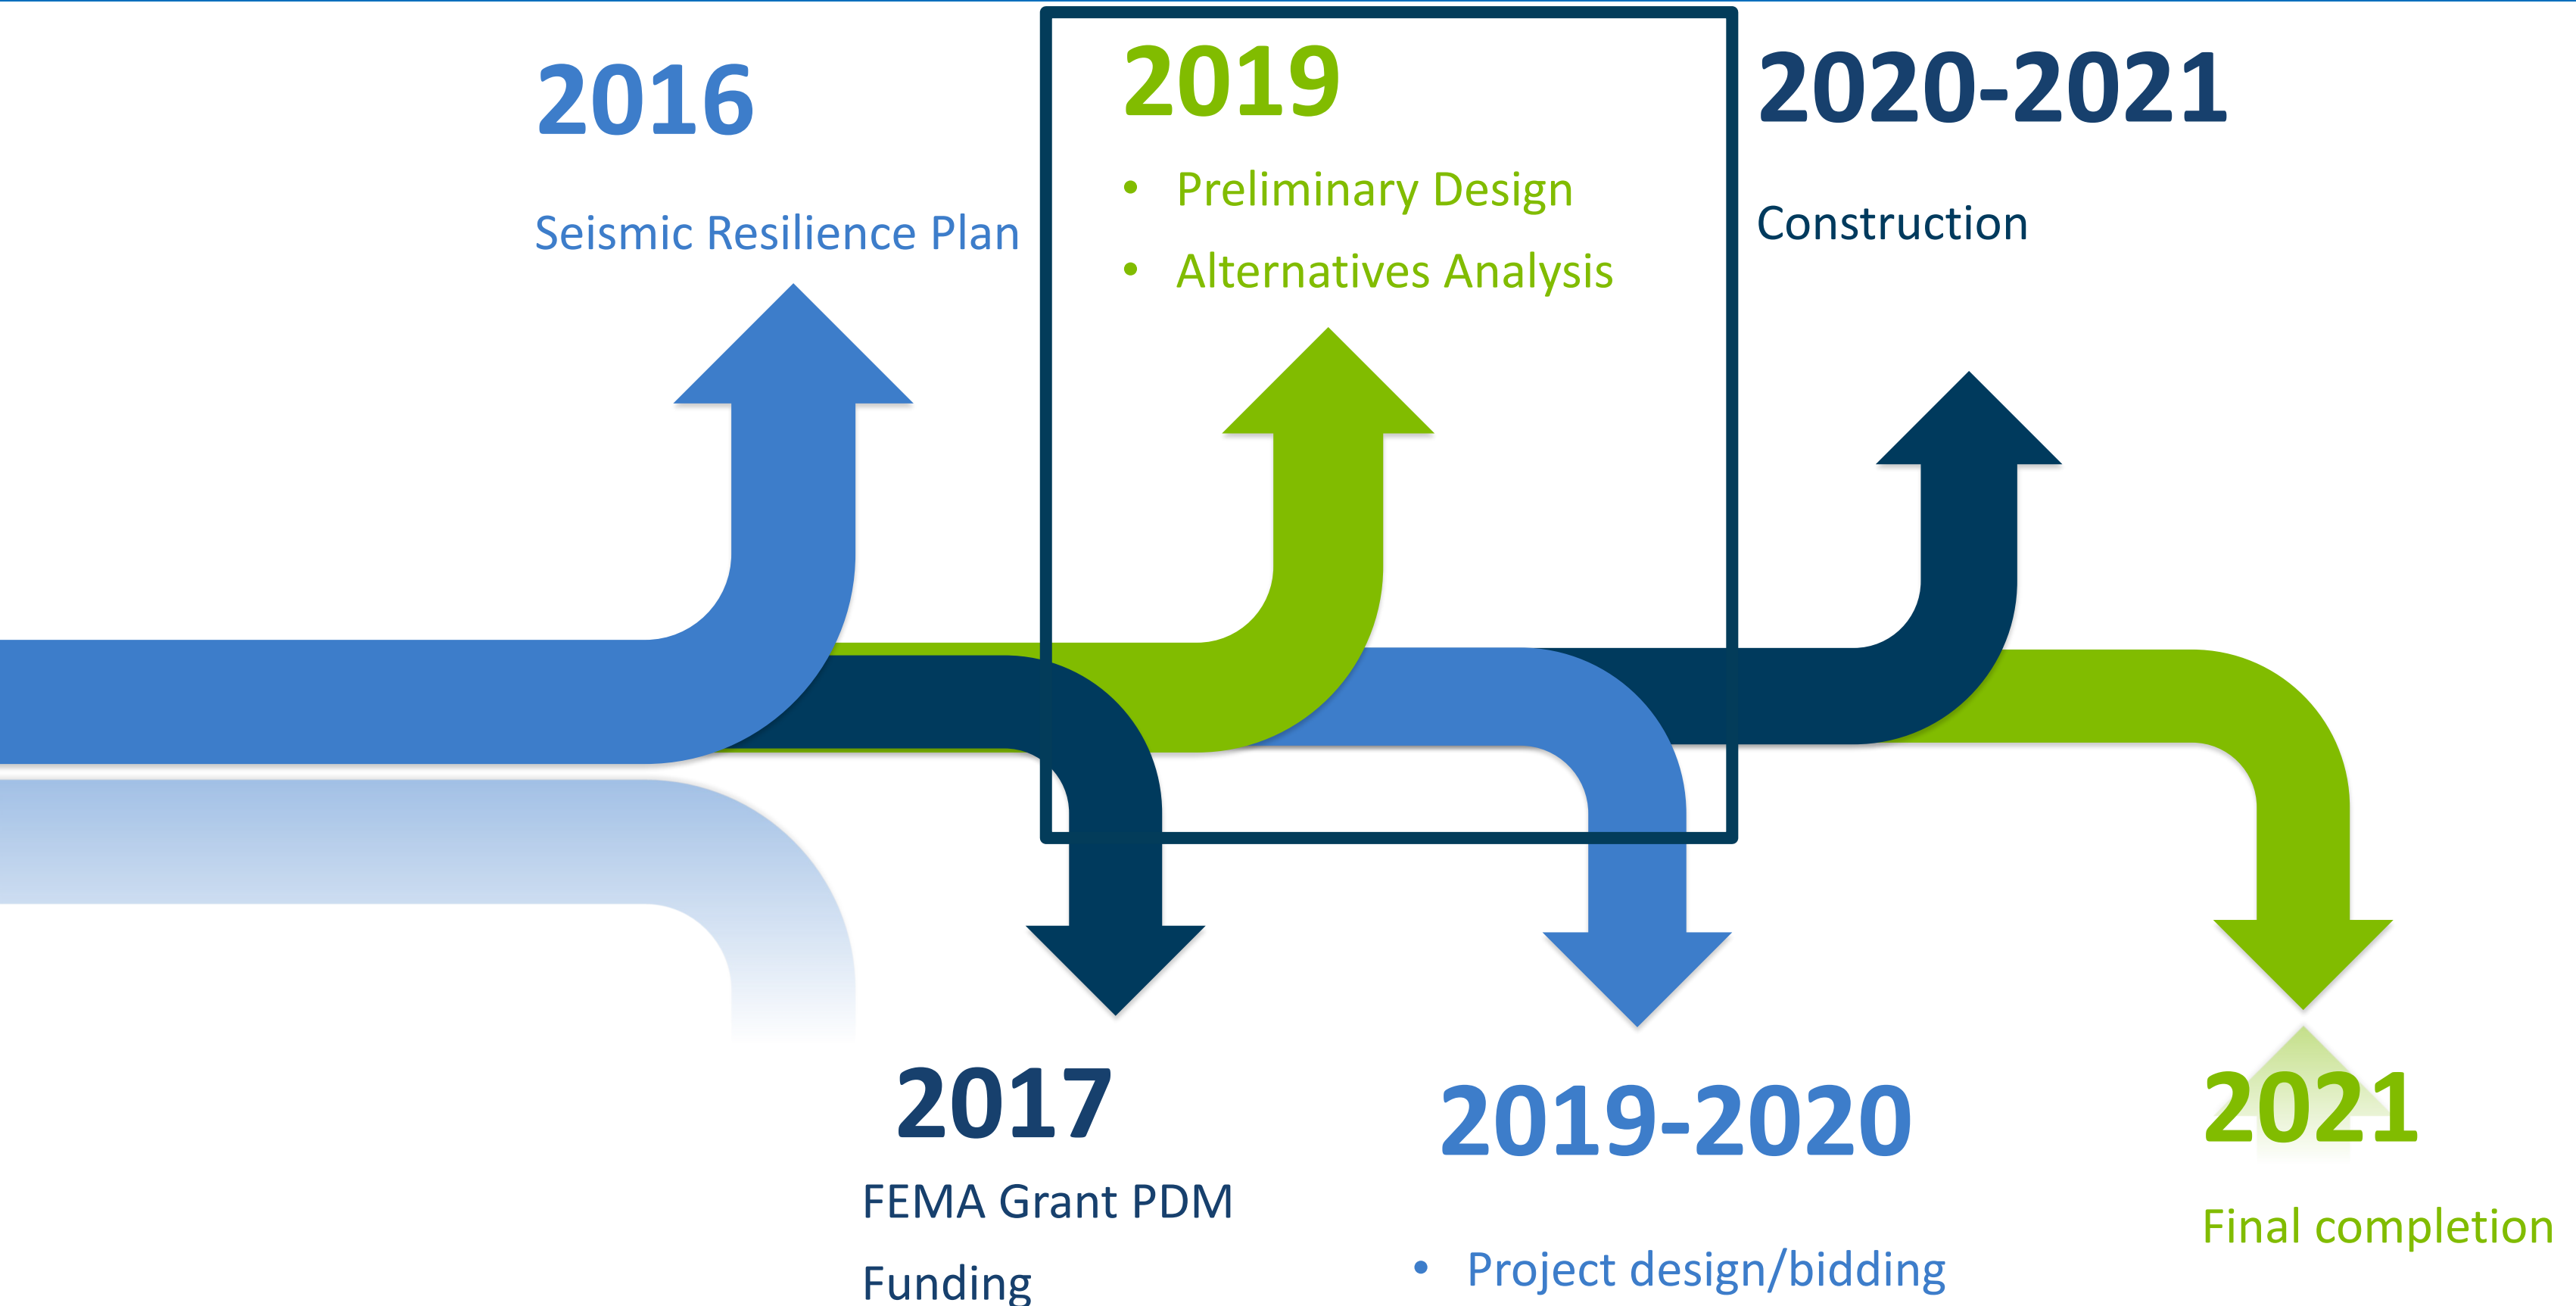 2016
Seismic Resilience Plan
2019
• Preliminary Design
• Alternatives Analysis
2020-2021
Construction
2017
FEMA Grant PDM
Funding
2019-2020
• Project design/bidding
2021
Final completion